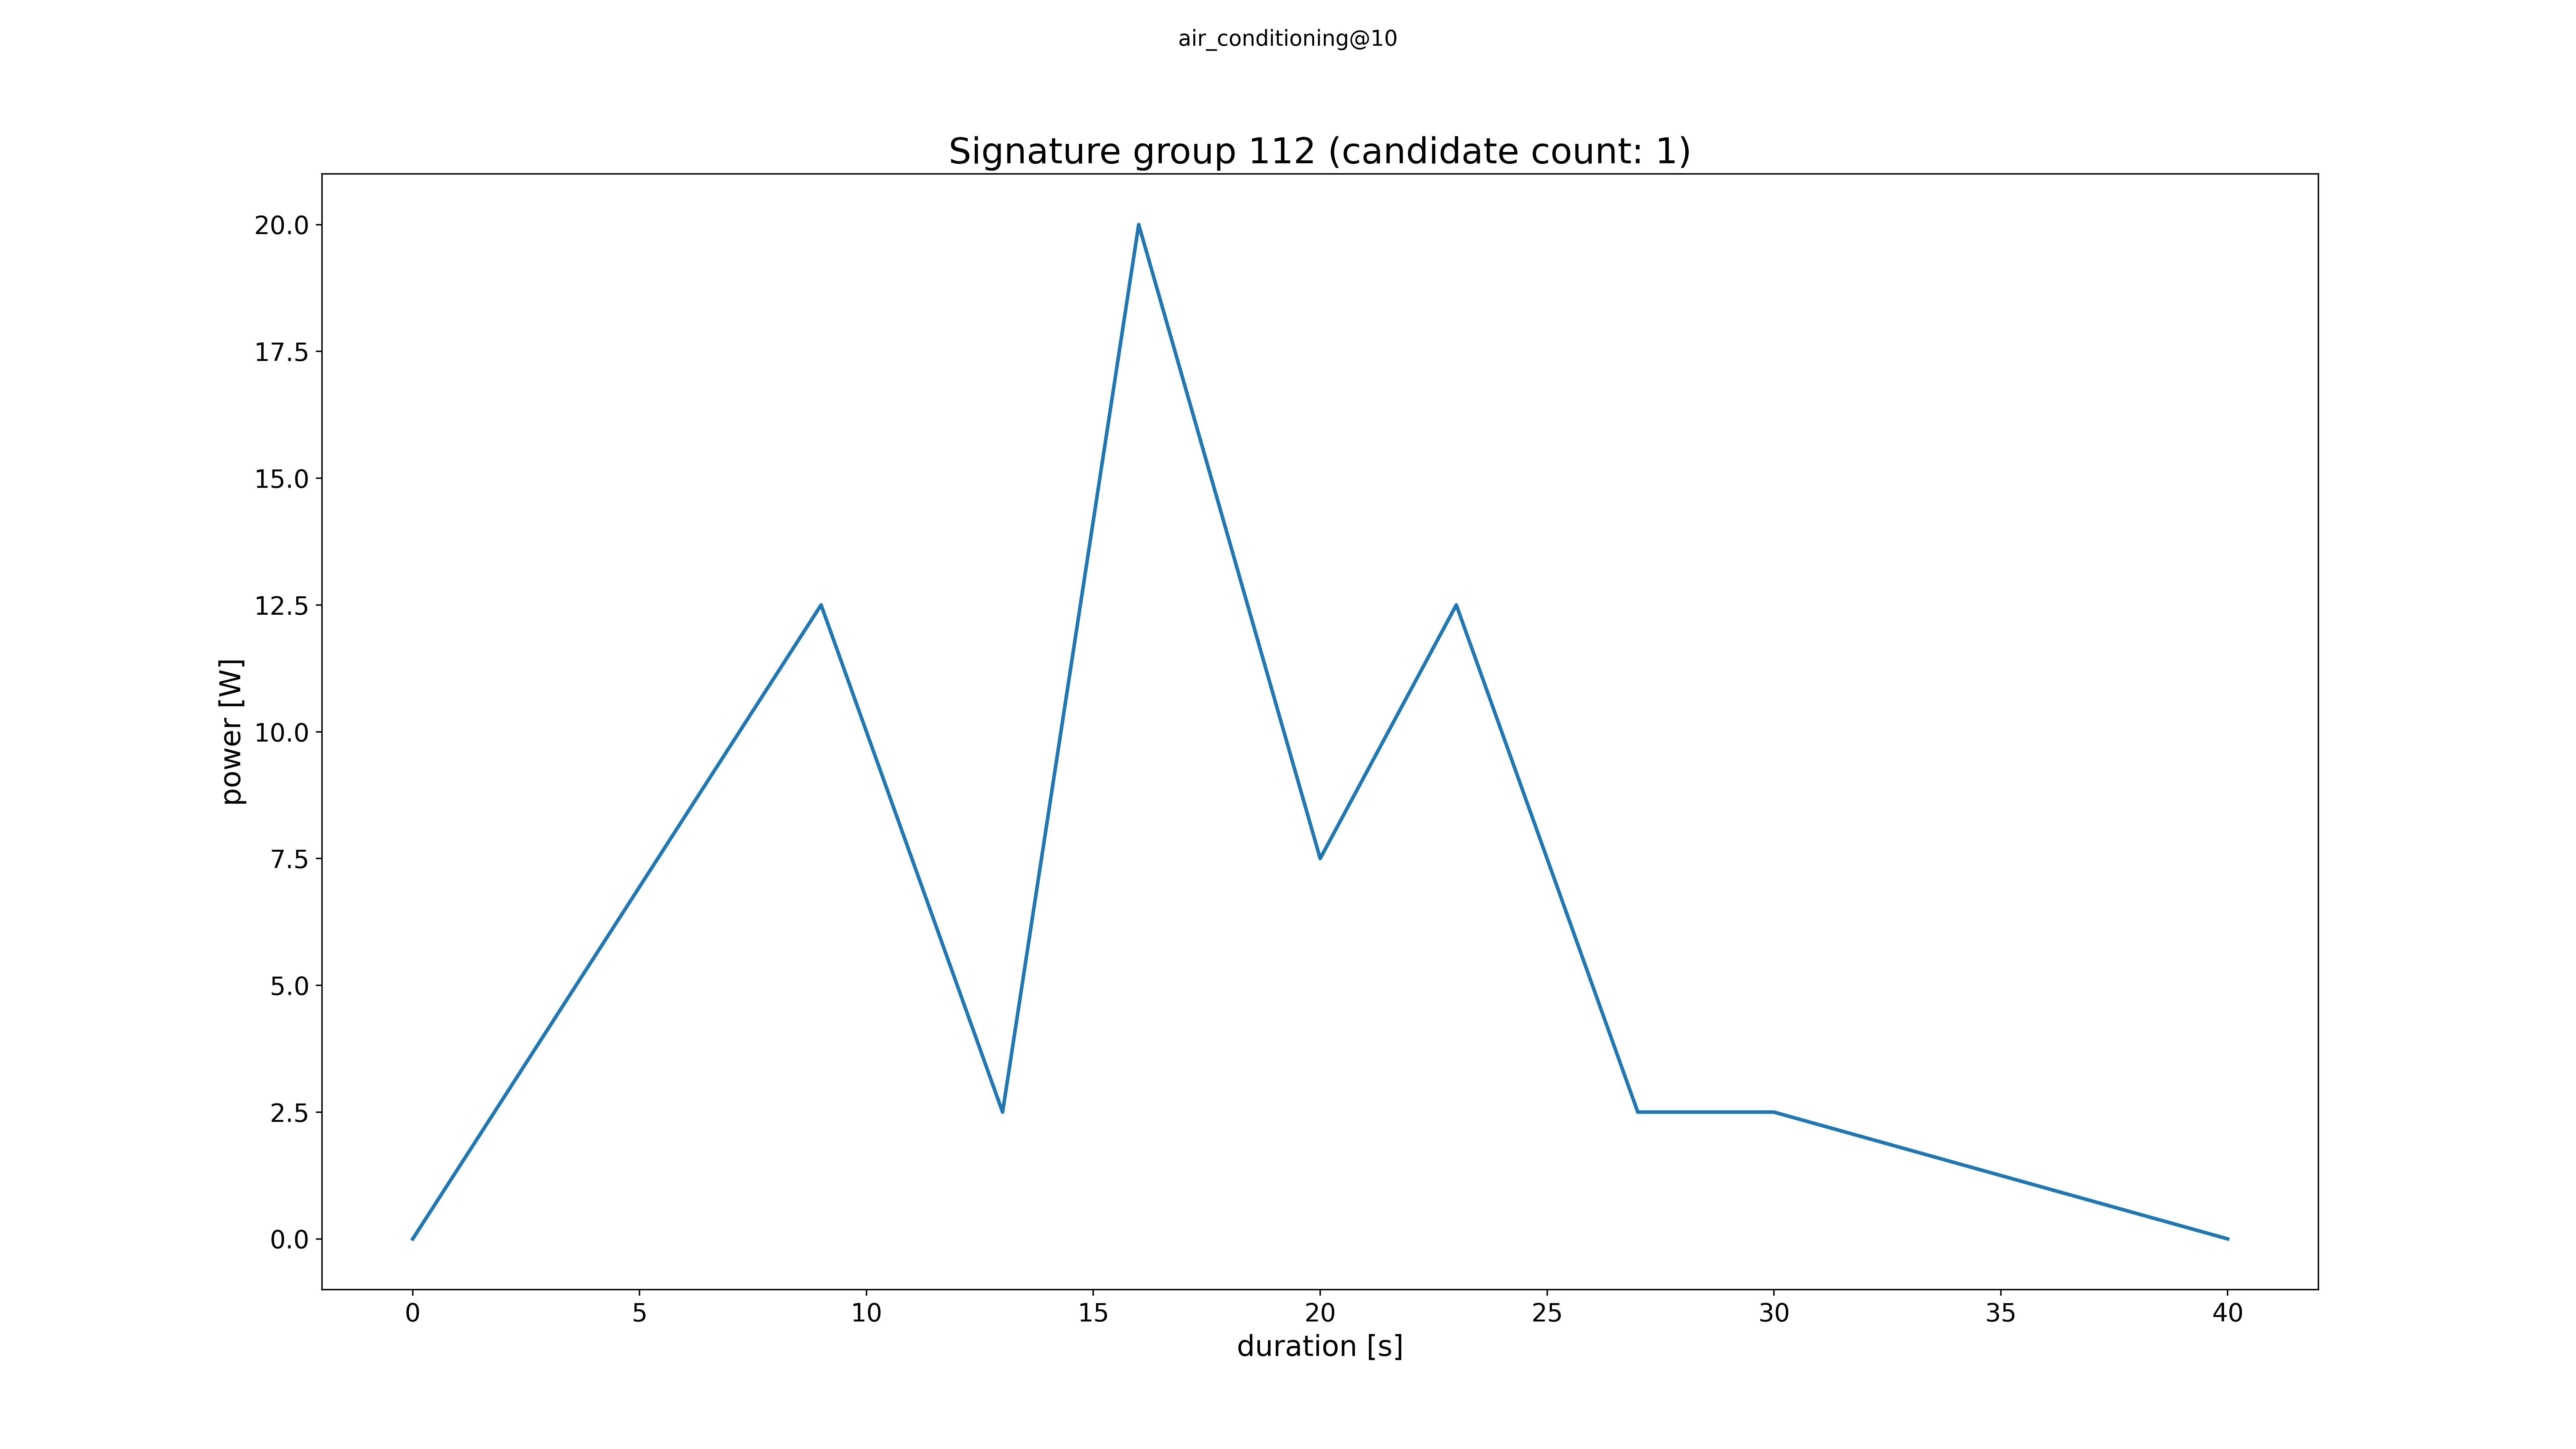 air_conditioning@10
Signature group 112 (candidate count: 1)
power [W]
20.0
17.5
15.0
12.5
10.0
7.5
5.0
2.5
0.0
0 5 10 15 20 25 30 35 40
duration [s]